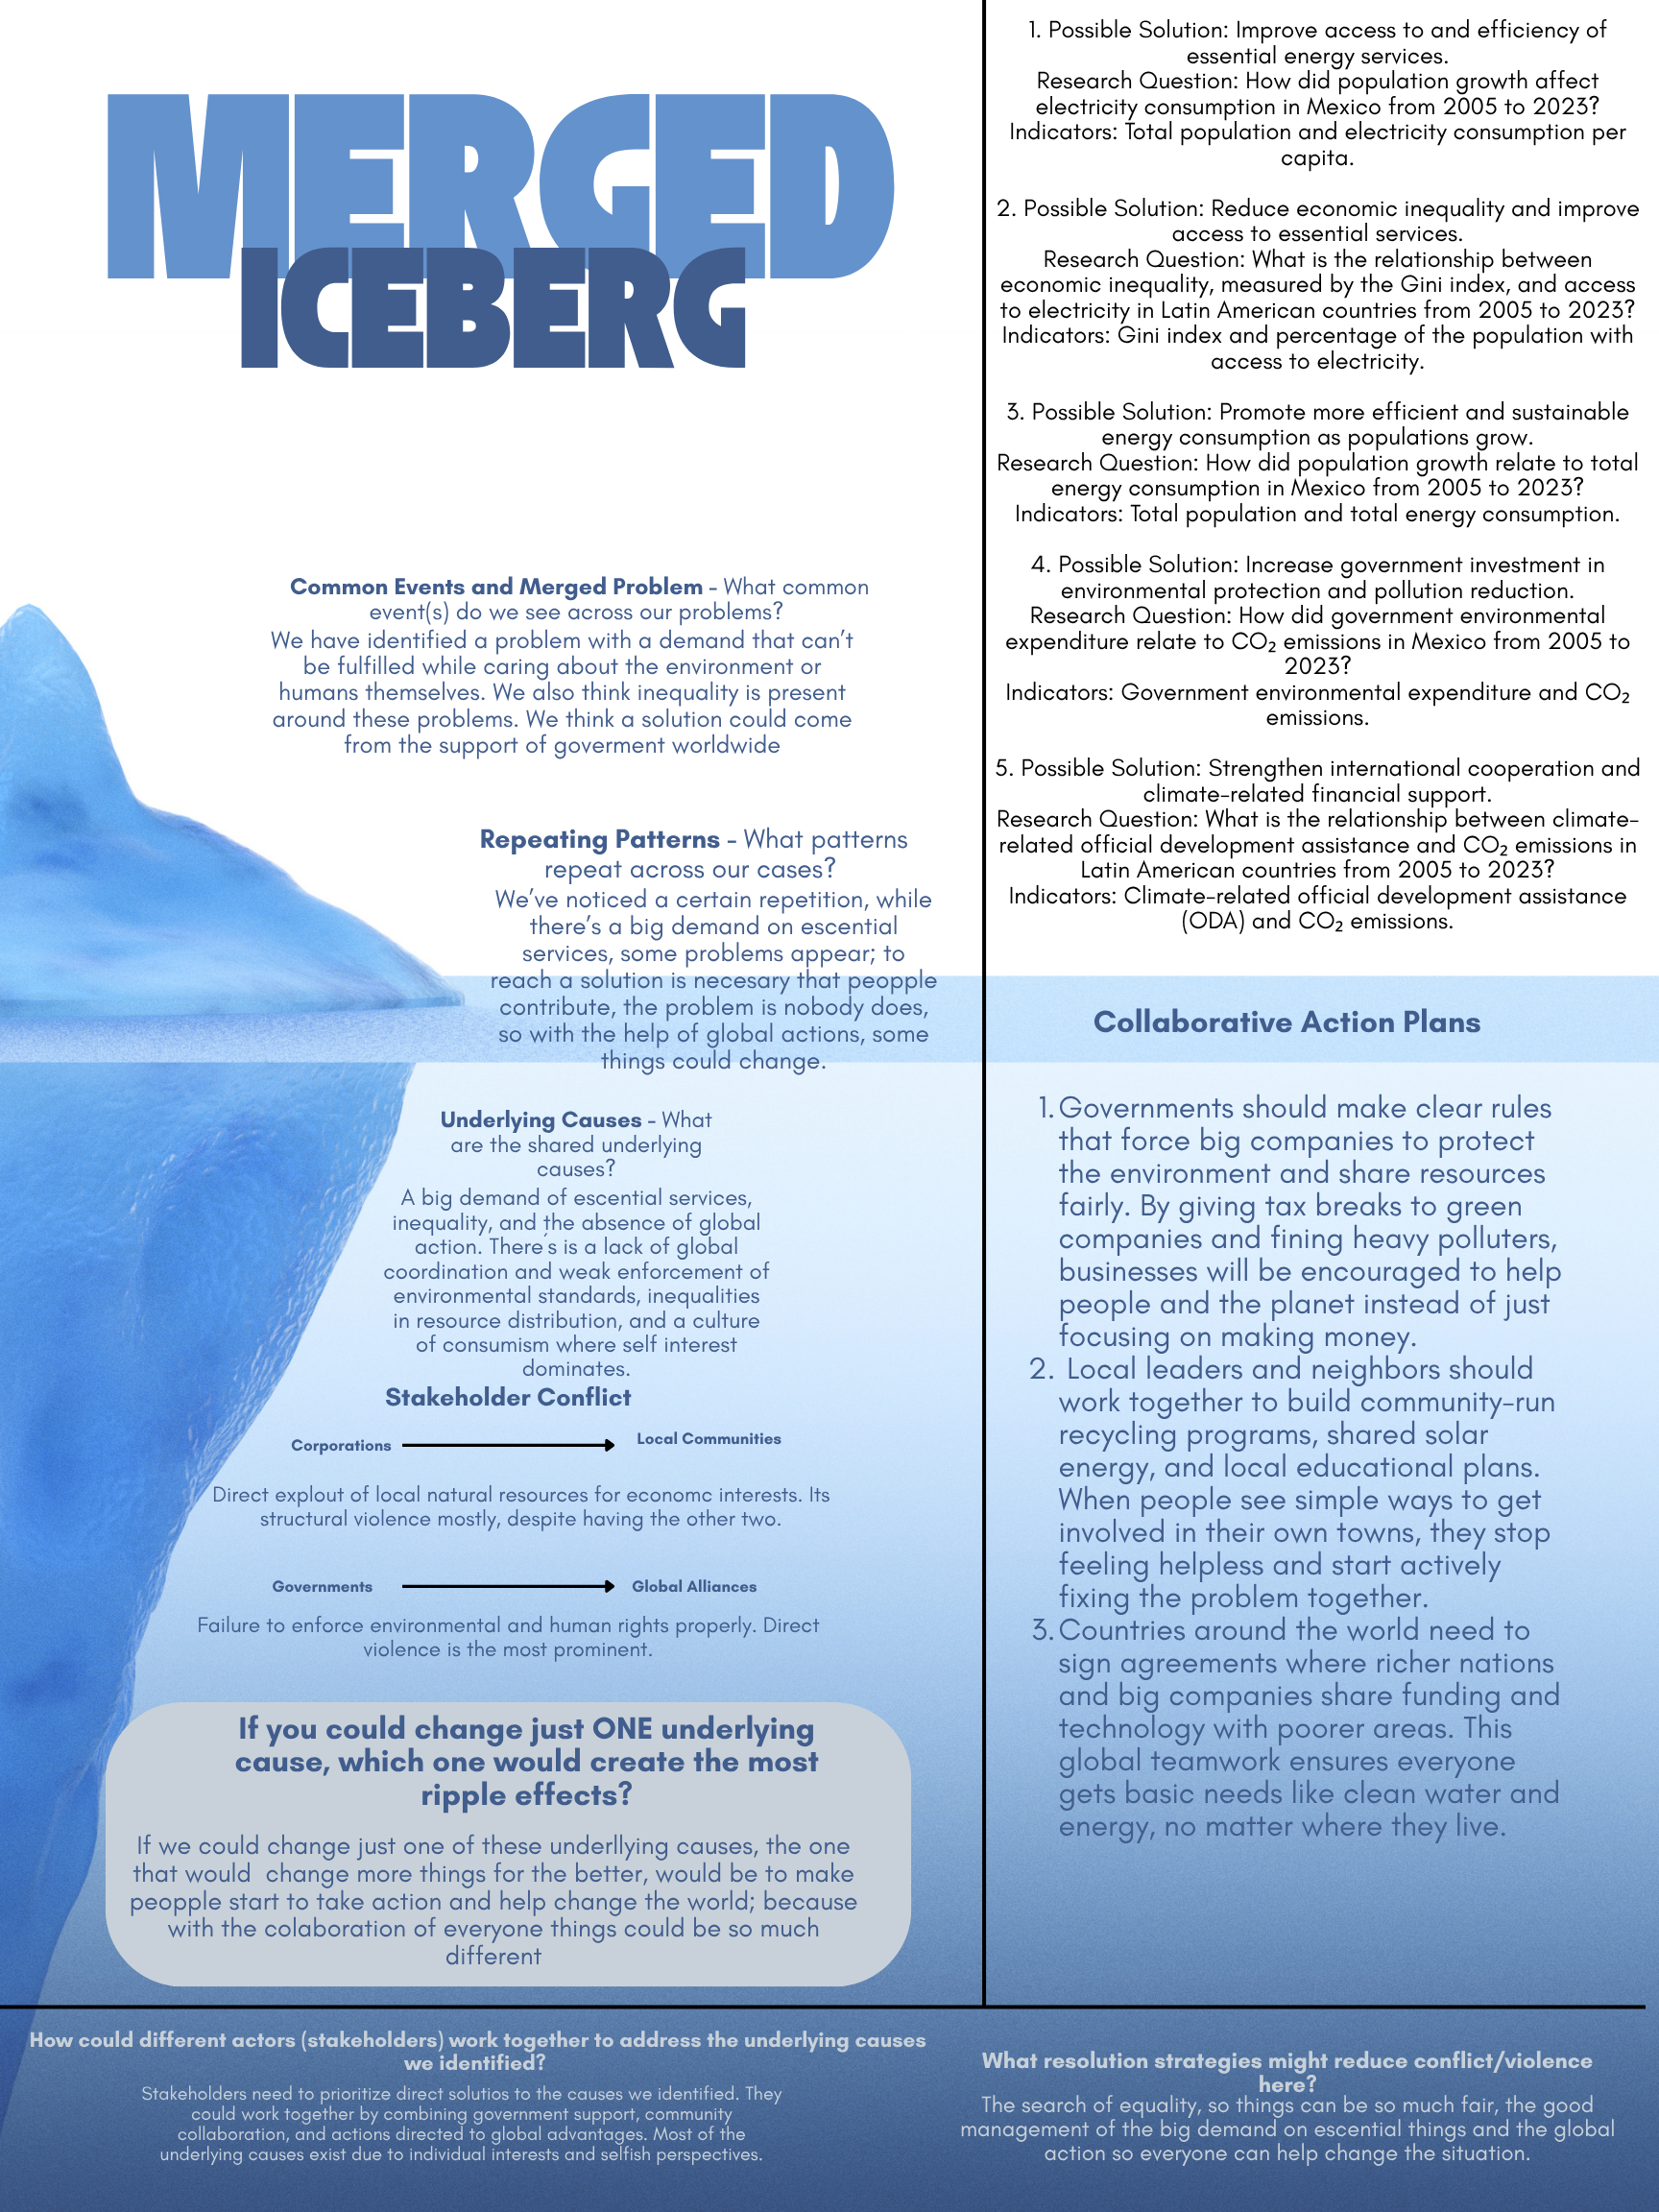 MERGED
ICEBERG
Common Events and Merged Problem - What common
event(s) do we see across our problems?
We have identified a problem with a demand that can't
be fulfilled while caring about the environment or
humans themselves. We also think inequality is present
around these problems. We think a solution could come
from the support of goverment worldwide
Repeating Patterns - What patterns
repeat across our cases?
We've noticed a certain repetition, while
there's a big demand on escential
services, some problems appear; to
reach a solution is necesary that peopple
contribute, the problem is nobody does,
so with the help of global actions, some
things could change.
Underlying Causes - What
are the shared underlying
causes?
A big demand of escential services,
inequality, and the absence of global
action. There´s is a lack of global
coordination and weak enforcement of
environmental standards, inequalities
in resource distribution, and a culture
of consumism where self interest
dominates.
Stakeholder Conflict
Corporations
Local Communities
Direct explout of local natural resources for economc interests. Its
structural violence mostly, despite having the other two.
Governments
Global Alliances
Failure to enforce environmental and human rights properly. Direct
violence is the most prominent.
If you could change just ONE underlying
cause, which one would create the most
ripple effects?
If we could change just one of these underllying causes, the one
that would  change more things for the better, would be to make
peopple start to take action and help change the world; because
with the colaboration of everyone things could be so much
different
1. Possible Solution: Improve access to and efficiency of
essential energy services.
Research Question: How did population growth affect
electricity consumption in Mexico from 2005 to 2023?
Indicators: Total population and electricity consumption per
capita.
2. Possible Solution: Reduce economic inequality and improve
access to essential services.
Research Question: What is the relationship between
economic inequality, measured by the Gini index, and access
to electricity in Latin American countries from 2005 to 2023?
Indicators: Gini index and percentage of the population with
access to electricity.
3. Possible Solution: Promote more efficient and sustainable
energy consumption as populations grow.
Research Question: How did population growth relate to total
energy consumption in Mexico from 2005 to 2023?
Indicators: Total population and total energy consumption.
4. Possible Solution: Increase government investment in
environmental protection and pollution reduction.
Research Question: How did government environmental
expenditure relate to CO₂ emissions in Mexico from 2005 to
2023?
Indicators: Government environmental expenditure and CO₂
emissions.
5. Possible Solution: Strengthen international cooperation and
climate-related financial support.
Research Question: What is the relationship between climate-
related official development assistance and CO₂ emissions in
Latin American countries from 2005 to 2023?
Indicators: Climate-related official development assistance
(ODA) and CO₂ emissions.
Collaborative Action Plans
1. Governments should make clear rules
that force big companies to protect
the environment and share resources
fairly. By giving tax breaks to green
companies and fining heavy polluters,
businesses will be encouraged to help
people and the planet instead of just
focusing on making money.
2. Local leaders and neighbors should
work together to build community-run
recycling programs, shared solar
energy, and local educational plans.
When people see simple ways to get
involved in their own towns, they stop
feeling helpless and start actively
fixing the problem together.
3. Countries around the world need to
sign agreements where richer nations
and big companies share funding and
technology with poorer areas. This
global teamwork ensures everyone
gets basic needs like clean water and
energy, no matter where they live.
How could different actors (stakeholders) work together to address the underlying causes
we identified?
Stakeholders need to prioritize direct solutios to the causes we identified. They
could work together by combining government support, community
collaboration, and actions directed to global advantages. Most of the
underlying causes exist due to individual interests and selfish perspectives.
What resolution strategies might reduce conflict/violence
here?
The search of equality, so things can be so much fair, the good
management of the big demand on escential things and the global
action so everyone can help change the situation.